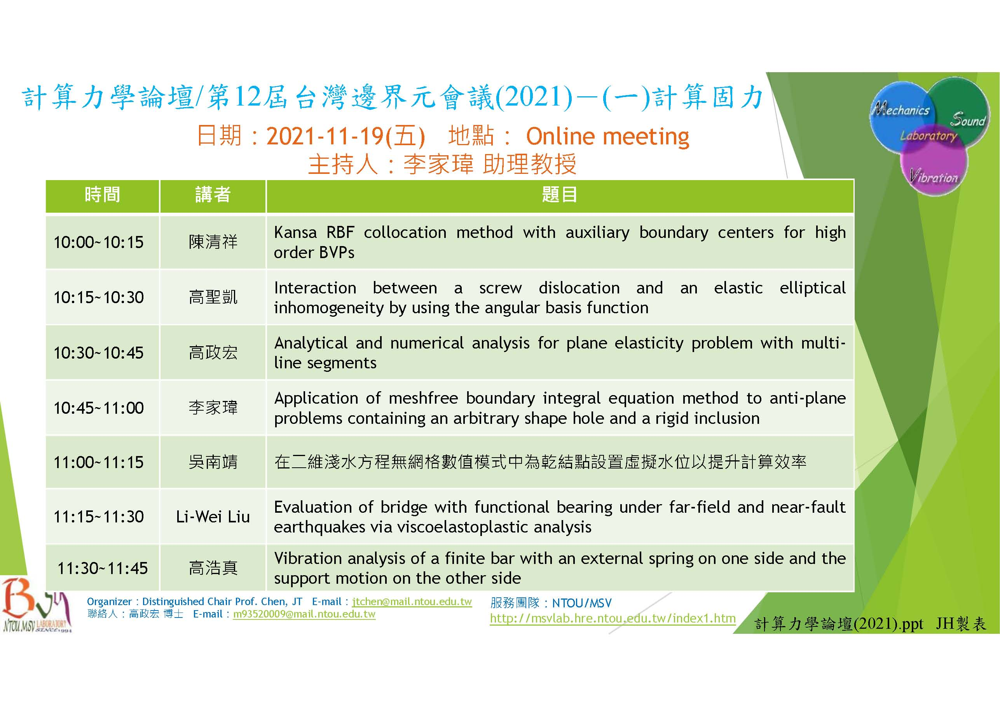 計算力學論壇/第12屆台灣邊界元會議(2021)－(一)計算固力
日期：2021-11-19(五) 地點： Online meeting
主持人：李家瑋 助理教授
Mechanics
Sound
Laboratory
Vibration
時間 講者 題目
10:00~10:15 陳清祥 Kansa RBF collocation method with auxiliary boundary centers for high
order BVPs
10:15~10:30 高聖凱 Interaction between a screw dislocation and an elastic elliptical
inhomogeneity by using the angular basis function
10:30~10:45 高政宏 Analytical and numerical analysis for plane elasticity problem with multi-
line segments
10:45~11:00 李家瑋 Application of meshfree boundary integral equation method to anti-plane
problems containing an arbitrary shape hole and a rigid inclusion
11:00~11:15 吳南靖 在二維淺水方程無網格數值模式中為乾結點設置虛擬水位以提升計算效率
11:15~11:30 Li-Wei Liu Evaluation of bridge with functional bearing under far-field and near-fault
earthquakes via viscoelastoplastic analysis
11:30~11:45 高浩真 Vibration analysis of a finite bar with an external spring on one side and the
support motion on the other side
NTOU MSV LABORATORY
SINCE 1994
Organizer：Distinguished Chair Prof. Chen, JT E-mail：jtchen@mail.ntou.edu.tw
聯絡人：高政宏 博士 E-mail：m93520009@mail.ntou.edu.tw
服務團隊：NTOU/MSV
http://msvlab.hre.ntou.edu.tw/index1.htm
計算力學論壇(2021).ppt JH製表